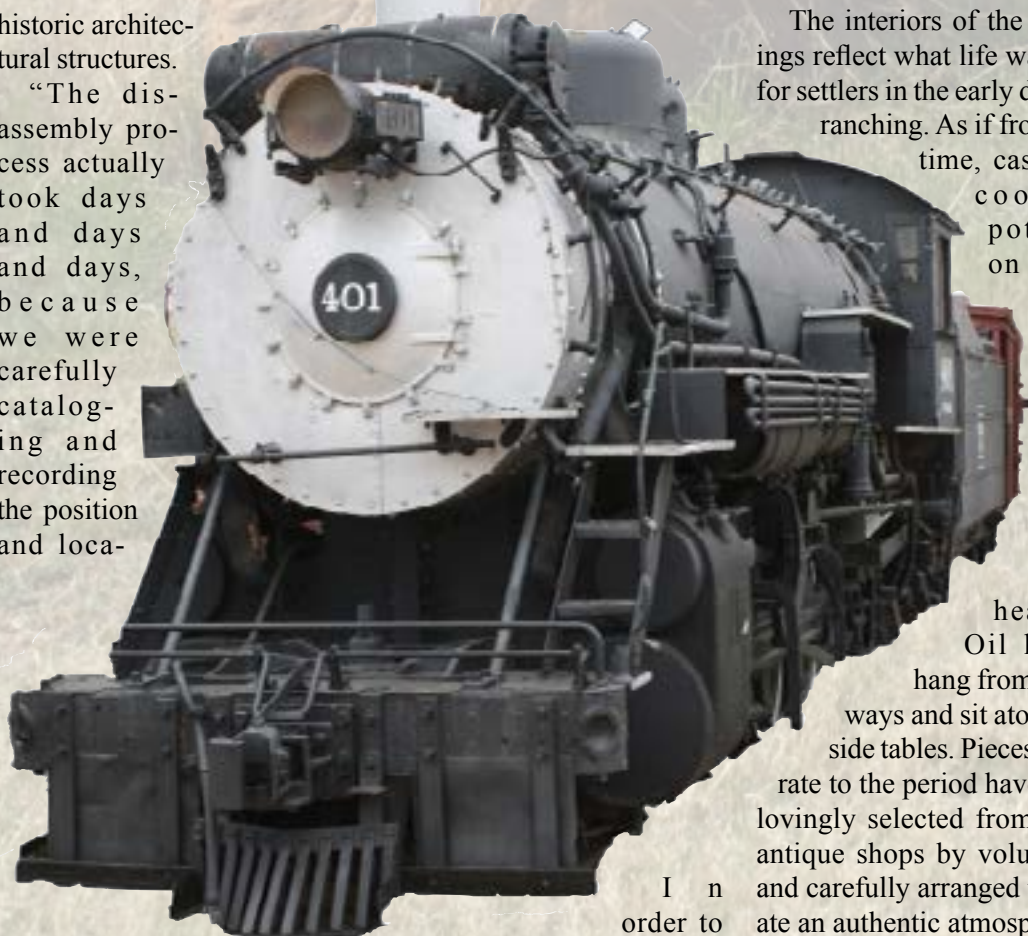 historic architec-
tural structures.
“The dis-
assembly pro-
cess actually
took days
and days
and days,
because
we were
carefully
catalog-
ing and
recording
the position
and loca-
401
In
order to
The interiors of the
ings reflect what life wa
for settlers in the early d
ranching. As if fro
time, cas
coo
pot
on
hea
Oil l
hang from
ways and sit ato
side tables. Pieces
rate to the period have
lovingly selected from
antique shops by volu
and carefully arranged
ate an authentic atmosp